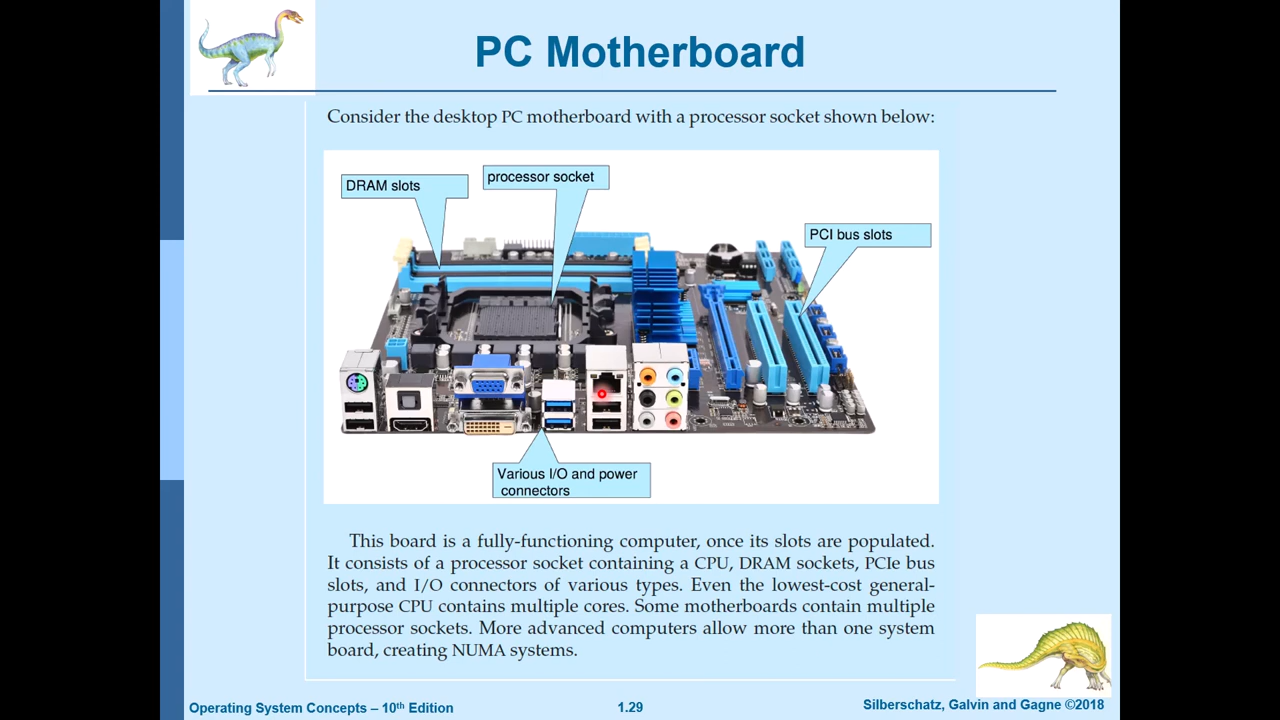 PC Motherboard
Consider the desktop PC motherboard with a processor socket shown below:
DRAM slots
processor socket
PCI bus slots
Various I/O and power
connectors
This board is a fully-functioning computer, once its slots are populated.
It consists of a processor socket containing a CPU, DRAM sockets, PCIe bus
slots, and I/O connectors of various types. Even the lowest-cost general-
purpose CPU contains multiple cores. Some motherboards contain multiple
processor sockets. More advanced computers allow more than one system
board, creating NUMA systems.
Operating System Concepts – 10th Edition
1.29
Silberschatz, Galvin and Gagne ©2018